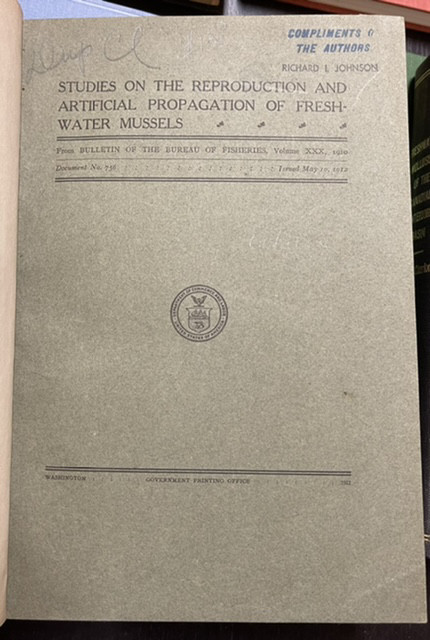 COMPLIMENTS O
THE AUTHORS
RICHARD I. JOHNSON
STUDIES ON THE REPRODUCTION AND
ARTIFICIAL PROPAGATION OF FRESH-
WATER MUSSELS
From BULLETIN OF THE BUREAU OF FISHERIES, Volume XXX, 1910
Document No. 756 Issued May 1912
WASHINGTON GOVERNMENT PRINTING OFFICE 1912